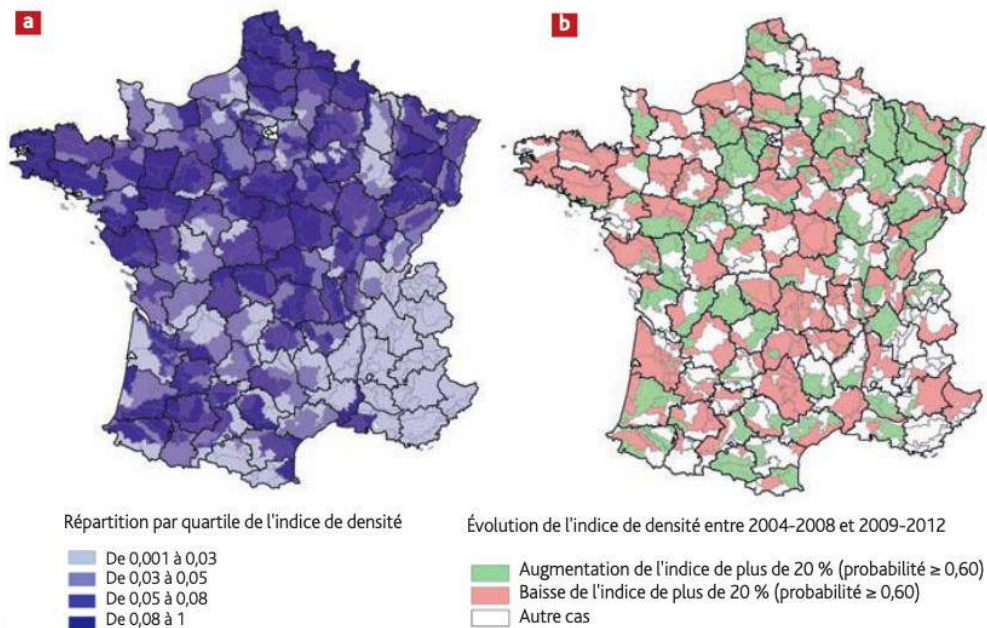 a
b
Répartition par quartile de l'indice de densité
De 0,001 à 0,03
De 0,03 à 0,05
De 0,05 à 0,08
De 0,08 à 1
Évolution de l'indice de densité entre 2004-2008 et 2009-2012
Augmentation de l'indice de plus de 20 % (probabilité ≥ 0,60)
Baisse de l'indice de plus de 20 % (probabilité ≥ 0,60)
Autre cas